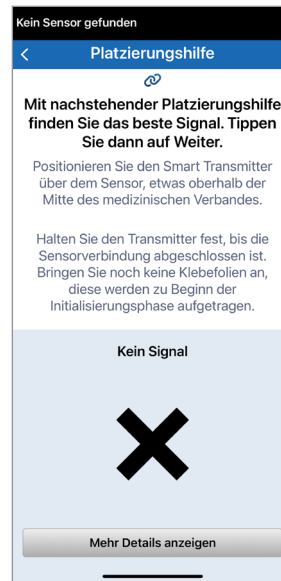 Kein Sensor gefunden
Platzierungshilfe
Mit nachstehender Platzierungshilfe
finden Sie das beste Signal. Tippen
Sie dann auf Weiter.
Positionieren Sie den Smart Transmitter
über dem Sensor, etwas oberhalb der
Mitte des medizinischen Verbandes.
Halten Sie den Transmitter fest, bis die
Sensorverbindung abgeschlossen ist.
Bringen Sie noch keine Klebefolien an,
diese werden zu Beginn der
Initialisierungsphase aufgetragen.
Kein Signal
Mehr Details anzeigen